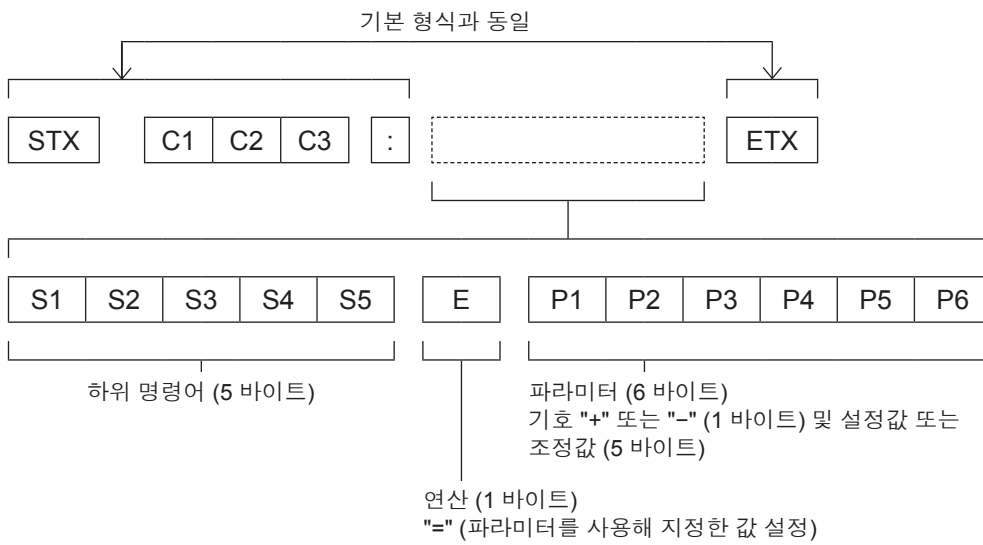 기본 형식과 동일
STX C1 C2 C3 : ETX
S1 S2 S3 S4 S5 E P1 P2 P3 P4 P5 P6
하위 명령어 (5 바이트)
파라미터 (6 바이트)
기호 "+" 또는 "−" (1 바이트) 및 설정값 또는
조정값 (5 바이트)
연산 (1 바이트)
"=" (파라미터를 사용해 지정한 값 설정)